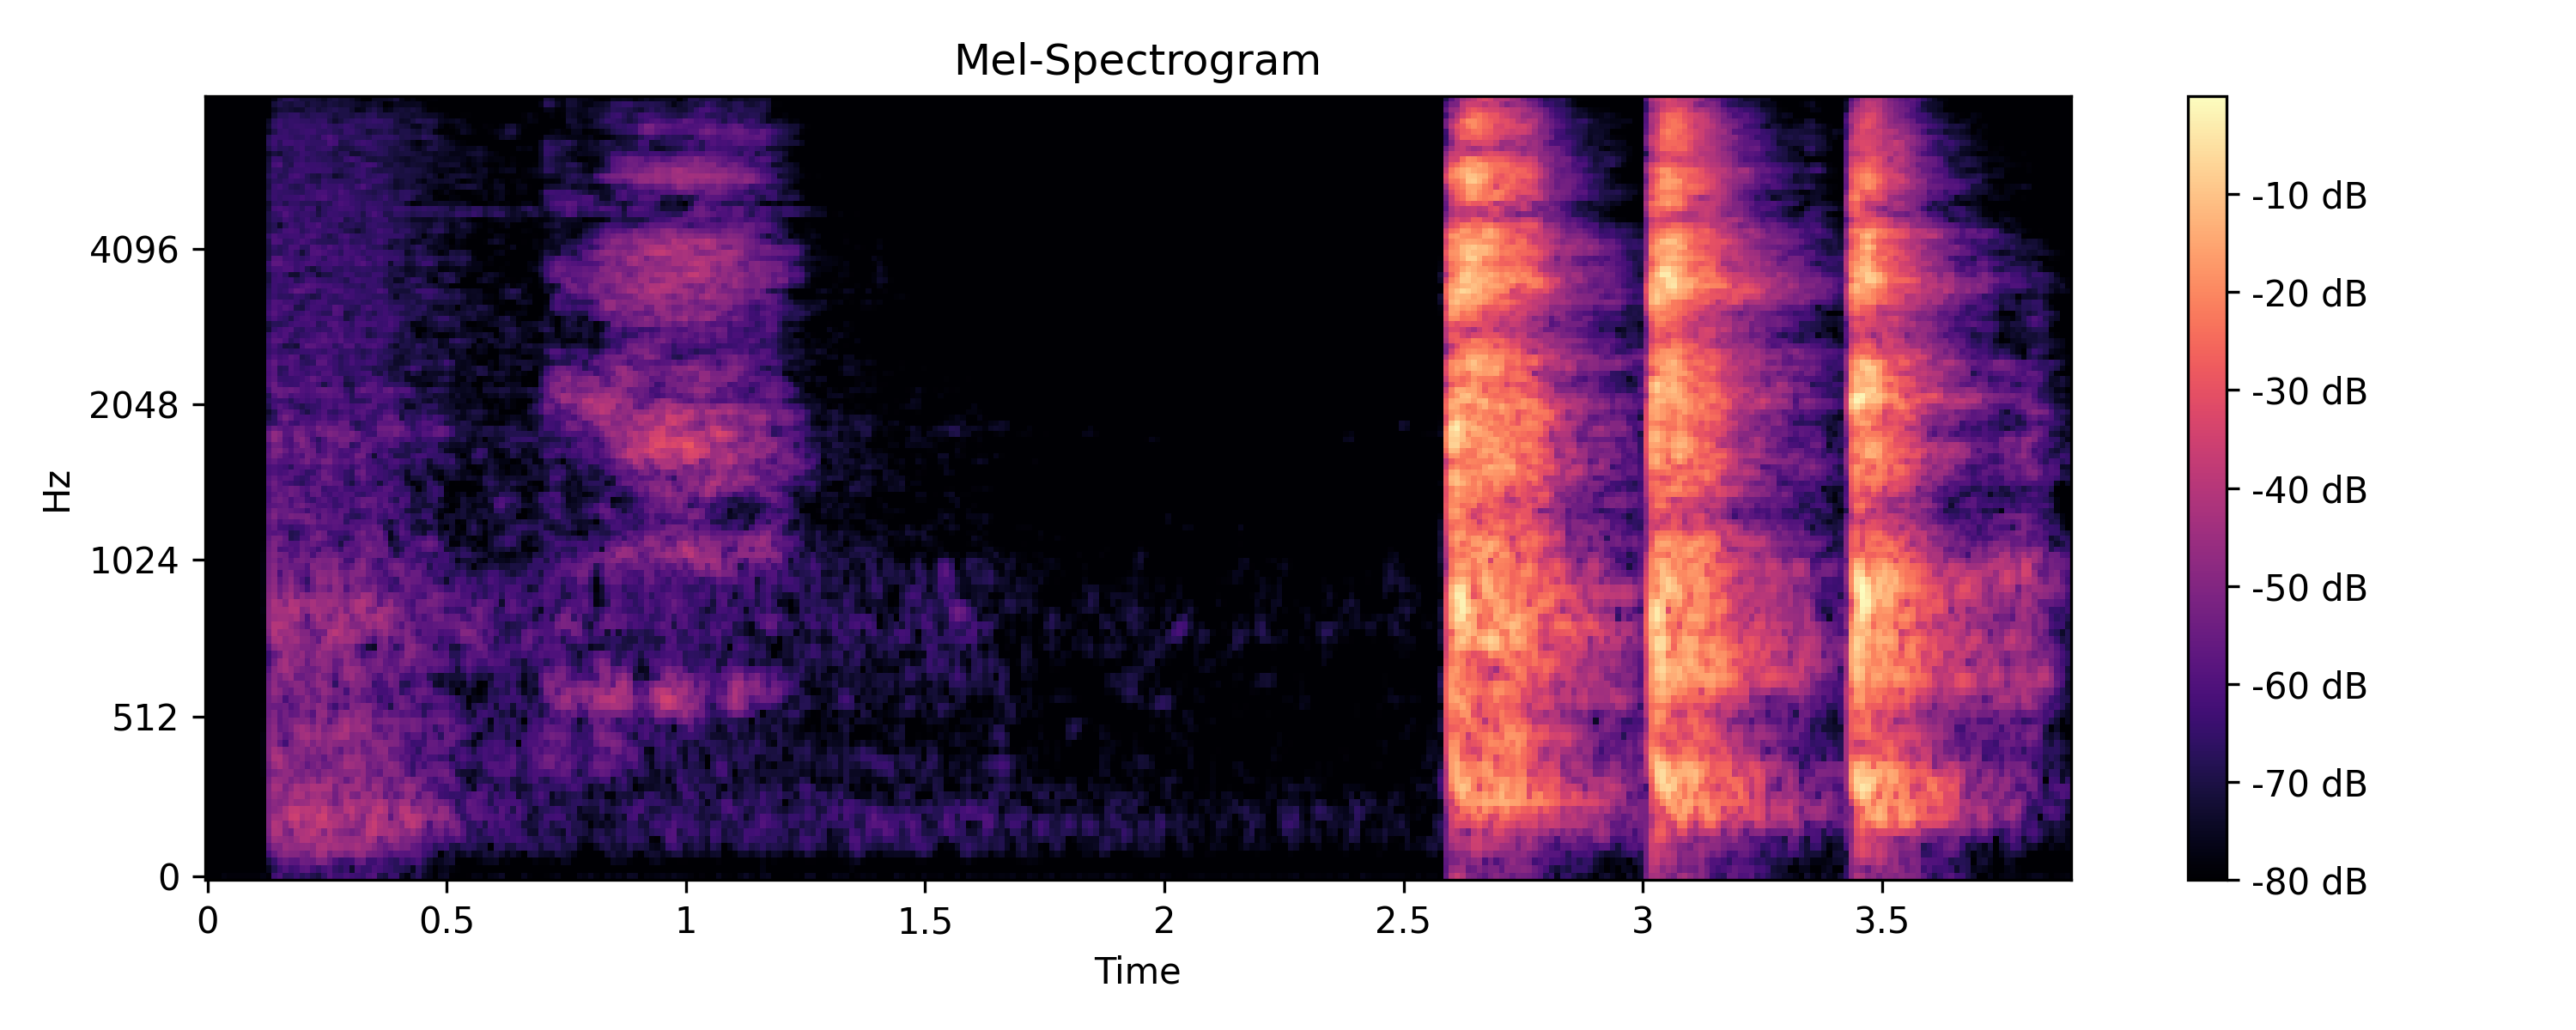 Mel-Spectrogram
Hz
4096
2048
1024
512
0
0 0.5 1 1.5 2 2.5 3 3.5
Time
-10 dB
-20 dB
-30 dB
-40 dB
-50 dB
-60 dB
-70 dB
-80 dB